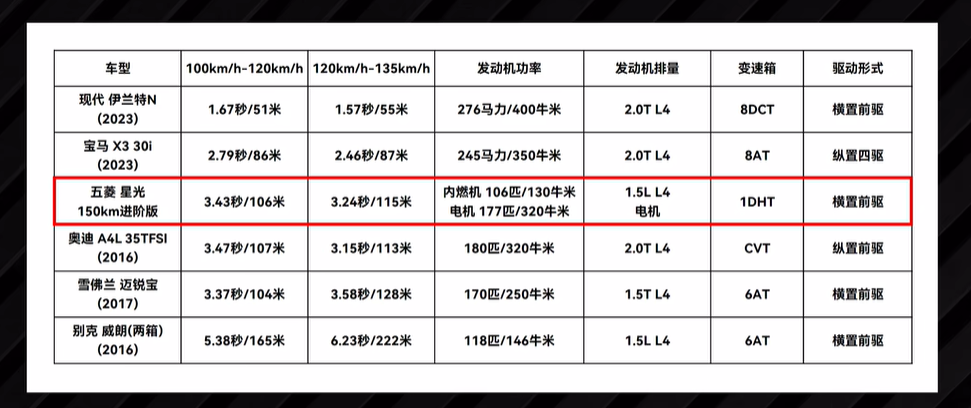 车型 100km/h-120km/h 120km/h-135km/h 发动机功率 发动机排量 变速箱 驱动形式
现代 伊兰特N
(2023)
1.67秒/51米 1.57秒/55米 276马力/400牛米 2.0T L4 8DCT 横置前驱
宝马 X3 30i
(2023)
2.79秒/86米 2.46秒/87米 245马力/350牛米 2.0T L4 8AT 纵置四驱
五菱 星光
150km进阶版
3.43秒/106米 3.24秒/115米
内燃机 106匹/130牛米
电机 177匹/320牛米
1.5L L4
电机
1DHT 横置前驱
奥迪 A4L 35TFSI
(2016)
3.47秒/107米 3.15秒/113米 180匹/320牛米 2.0T L4 CVT 纵置前驱
雪佛兰 迈锐宝
(2017)
3.37秒/104米 3.58秒/128米 170匹/250牛米 1.5T L4 6AT 横置前驱
别克 威朗(两箱)
(2016)
5.38秒/165米 6.23秒/222米 118匹/146牛米 1.5L L4 6AT 横置前驱